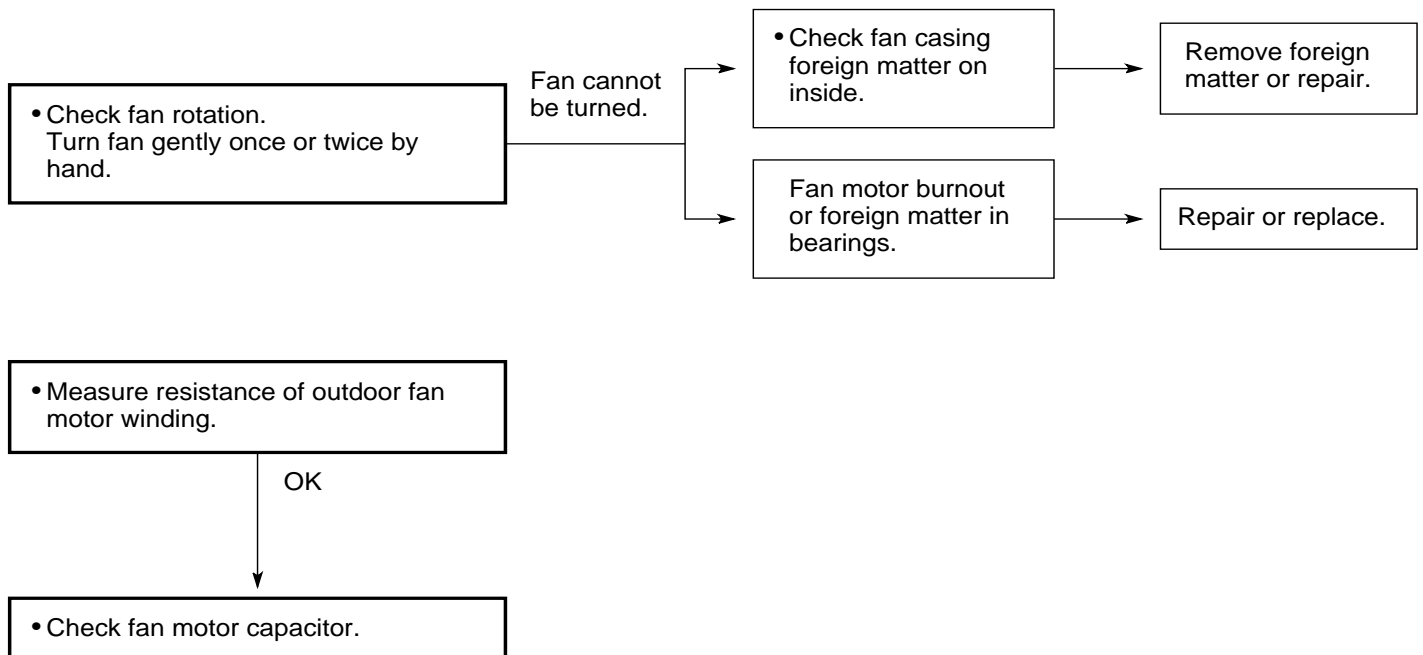 • Check fan rotation.
Turn fan gently once or twice by
hand.
Fan cannot
be turned.
• Check fan casing
foreign matter on
inside.
Remove foreign
matter or repair.
Fan motor burnout
or foreign matter in
bearings.
Repair or replace.
• Measure resistance of outdoor fan
motor winding.
OK
• Check fan motor capacitor.